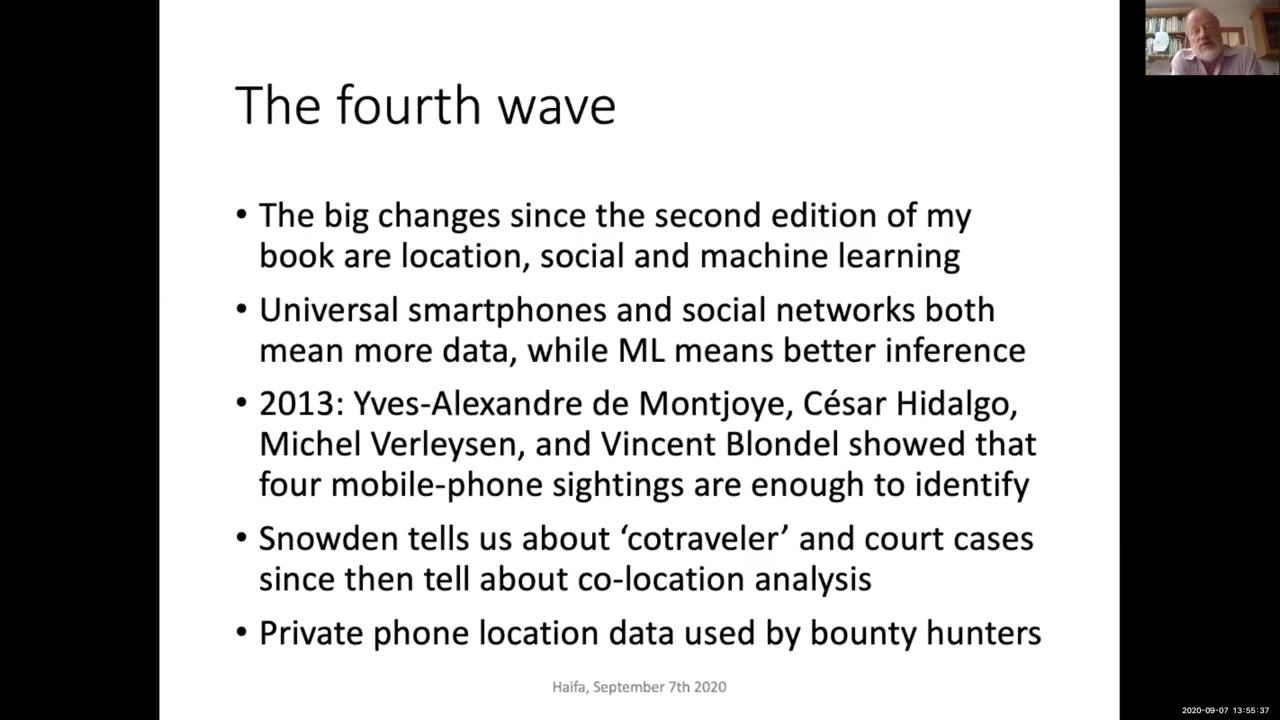 The fourth wave
• The big changes since the second edition of my
book are location, social and machine learning
• Universal smartphones and social networks both
mean more data, while ML means better inference
• 2013: Yves-Alexandre de Montjoye, César Hidalgo,
Michel Verleysen, and Vincent Blondel showed that
four mobile-phone sightings are enough to identify
• Snowden tells us about ‘cotraveler’ and court cases
since then tell about co-location analysis
• Private phone location data used by bounty hunters
Haifa, September 7th 2020
2020-09-07 13:55:37